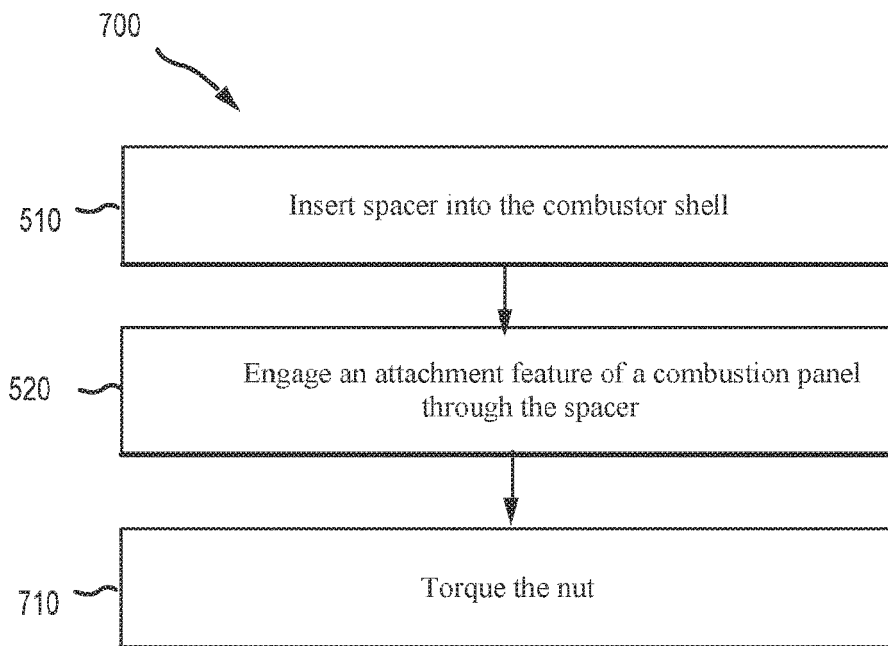 700
510
Insert spacer into the combustor shell
520
Engage an attachment feature of a combustion panel
through the spacer
710
Torque the nut